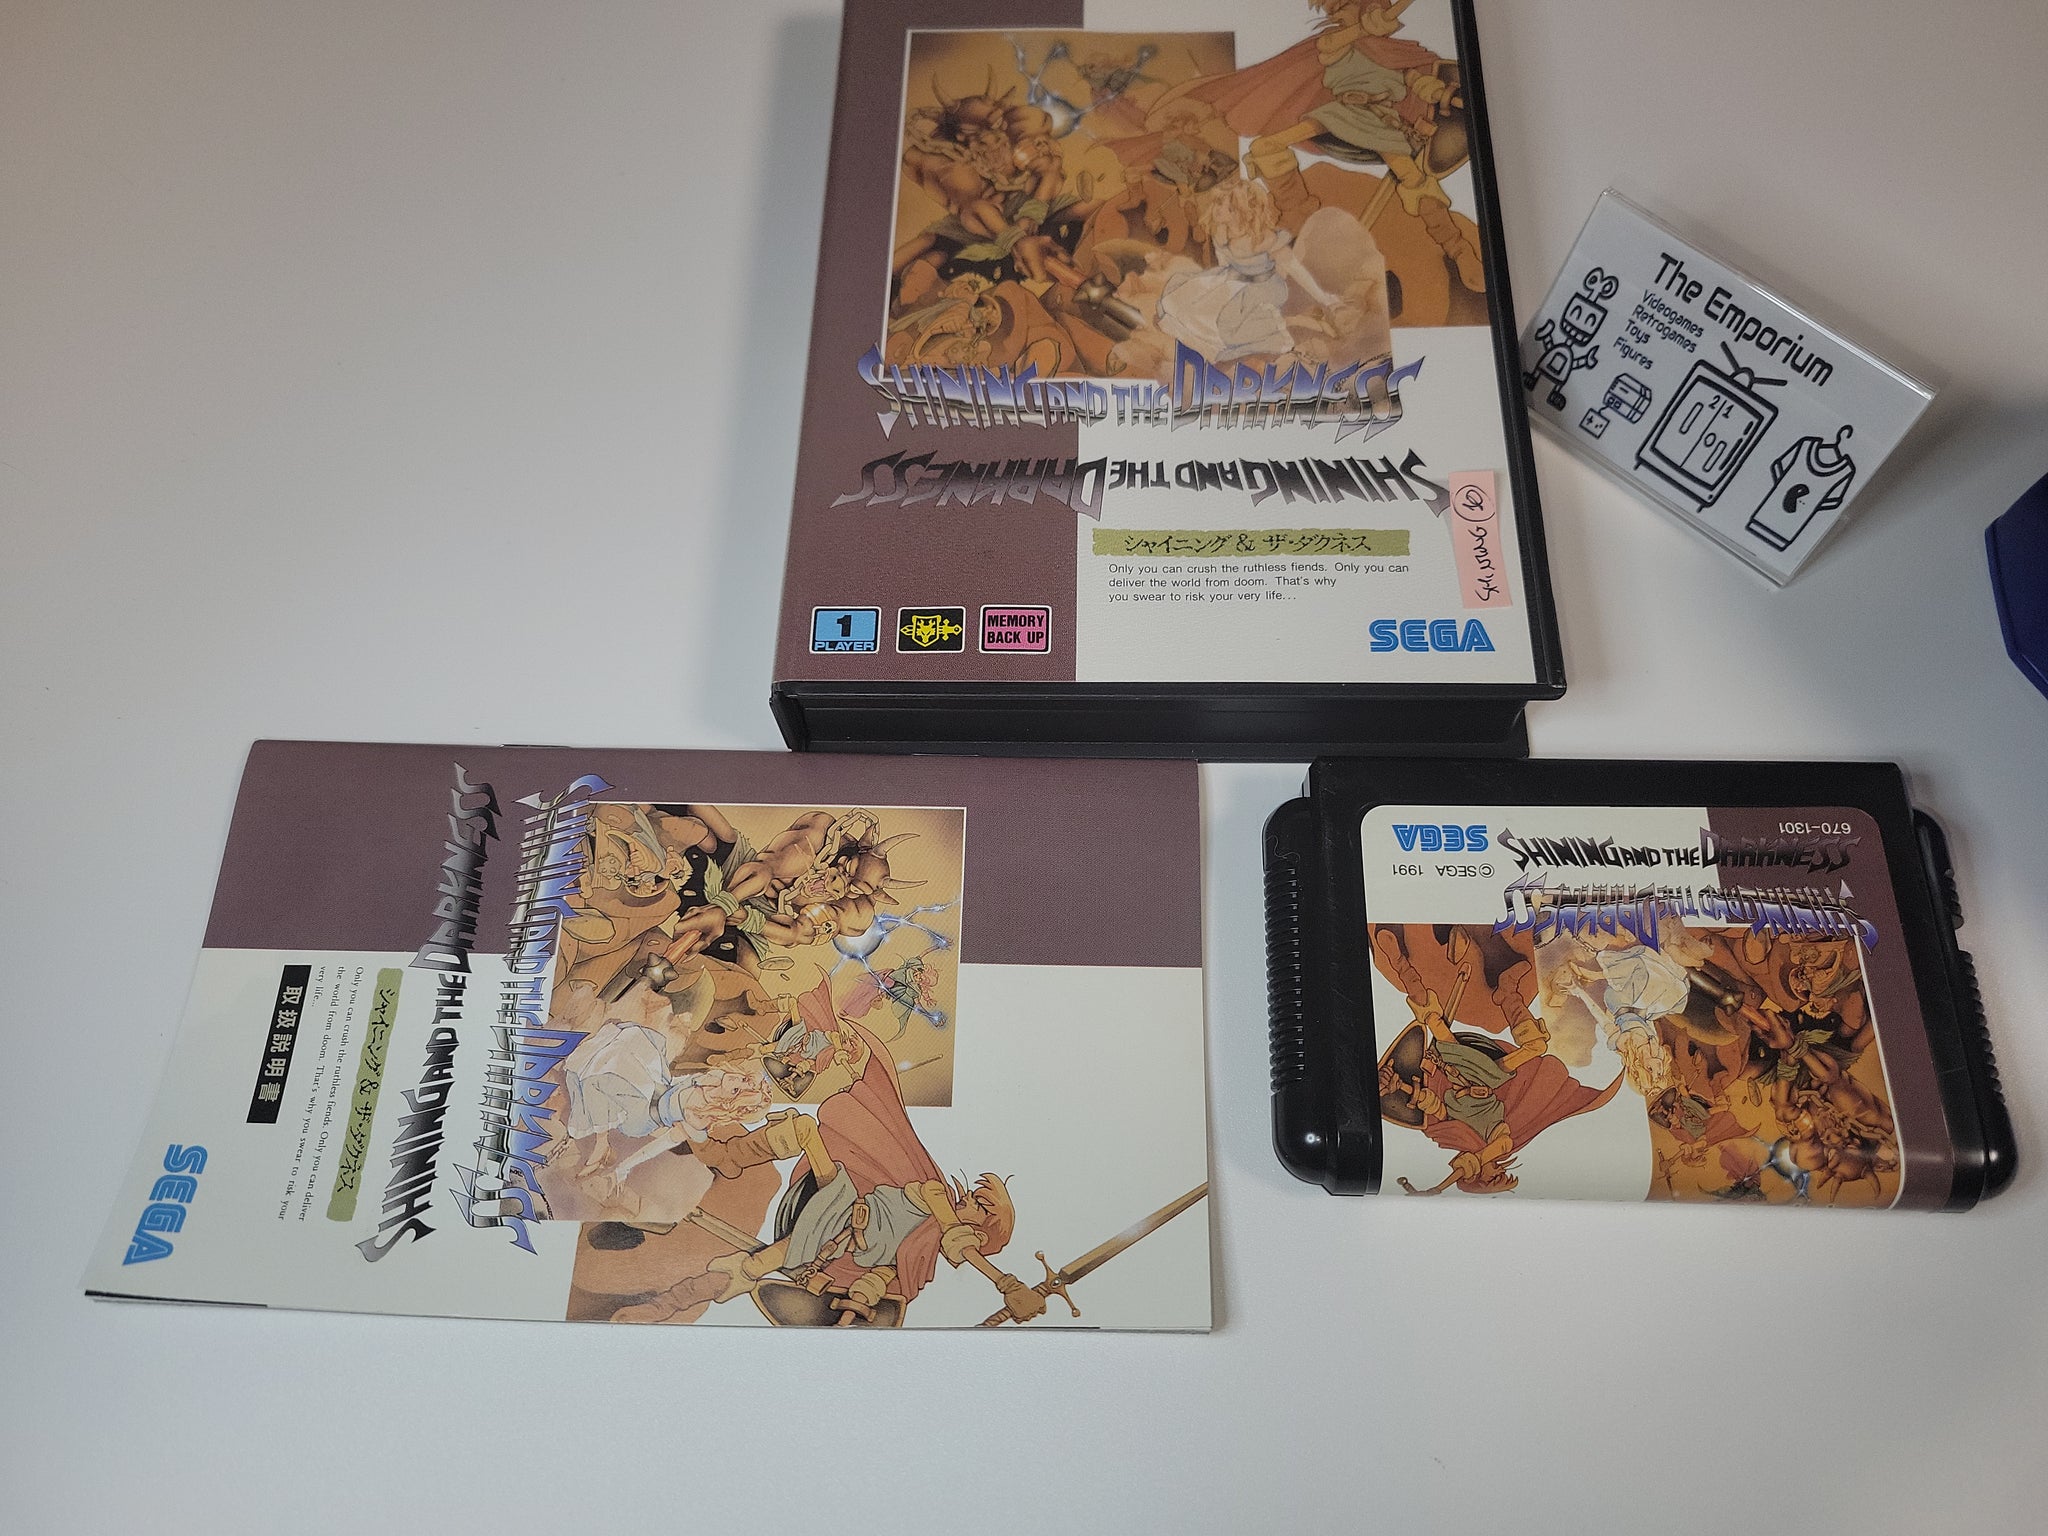 SHINING AND THE DARKNESS
SHINING AND THE DARKNESS
シャイニング & ザ・ダクネス
Only you can crush the ruthless fiends. Only you can
deliver the world from doom. That's why
you swear to risk your very life...
1
PLAYER
MEMORY
BACK UP
SEGA
SHINING 10
The Emporium
Videogames
Retrogames
Toys
Figures
2 1
SHINING AND THE DARKNESS
SHINING AND THE DARKNESS
シャイニング & ザ・ダクネス
Only you can crush the ruthless fiends. Only you can deliver
the world from doom. That's why you swear to risk your
very life...
取扱説明書
SEGA
670-1301
SHINING AND THE DARKNESS
SHINING AND THE DARKNESS
SEGA
©SEGA 1991